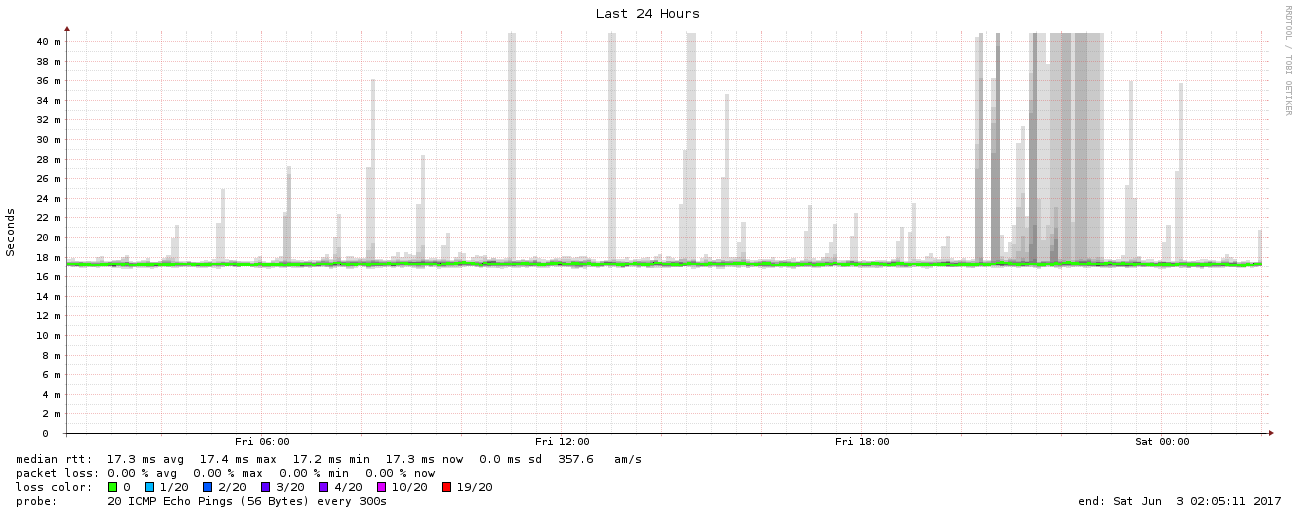 Last 24 Hours
RRDTOOL / TOBI OETIKER
Seconds
40 m
38 m
36 m
34 m
32 m
30 m
28 m
26 m
24 m
22 m
20 m
18 m
16 m
14 m
12 m
10 m
8 m
6 m
4 m
2 m
0
Fri 06:00 Fri 12:00 Fri 18:00 Sat 00:00
median rtt: 17.3 ms avg 17.4 ms max 17.2 ms min 17.3 ms now 0.0 ms sd 357.6 am/s
packet loss: 0.00 % avg 0.00 % max 0.00 % min 0.00 % now
loss color: 0 1/20 2/20 3/20 4/20 10/20 19/20
probe: 20 ICMP Echo Pings (56 Bytes) every 300s end: Sat Jun 3 02:05:11 2017